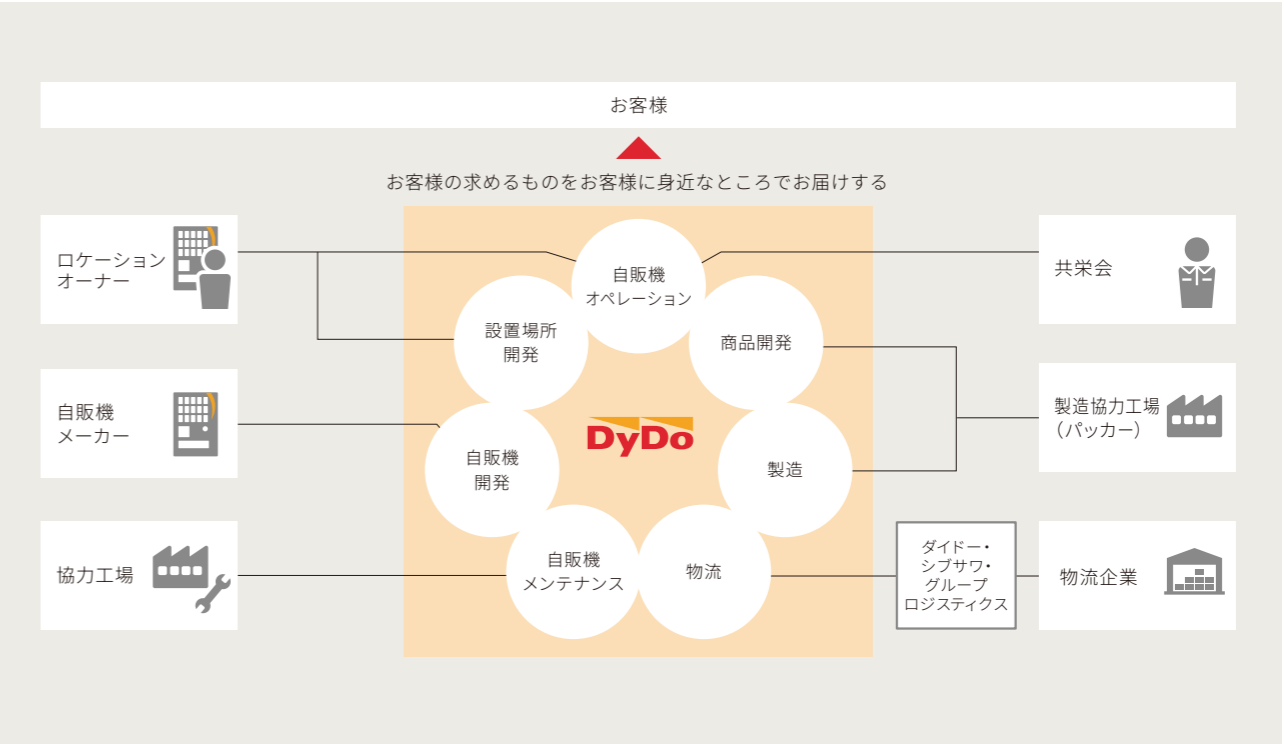 お客様
お客様の求めるものをお客様に身近なところでお届けする
ロケーション
オーナー
自販機
メーカー
協力工場
自販機
オペレーション
設置場所
開発
商品開発
自販機
開発
DyDo
製造
自販機
メンテナンス
物流
共栄会
製造協力工場
（パッカー）
ダイドー・
シブサワ・
グループ
ロジスティクス
物流企業